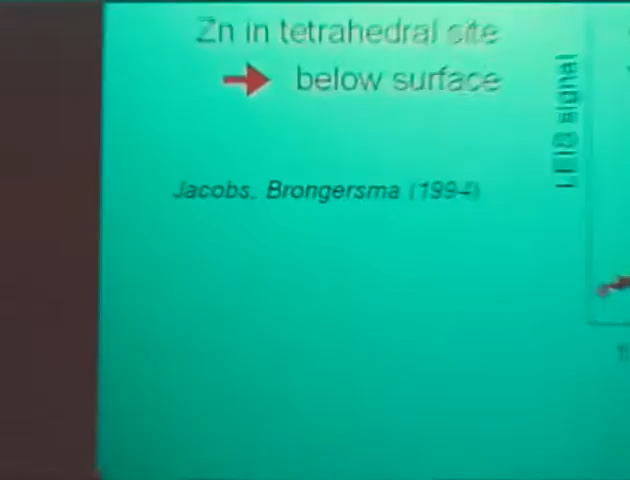 Zn in tetrahedral site
below surface
Jacobs, Brongersma (1994)
LEIS signal